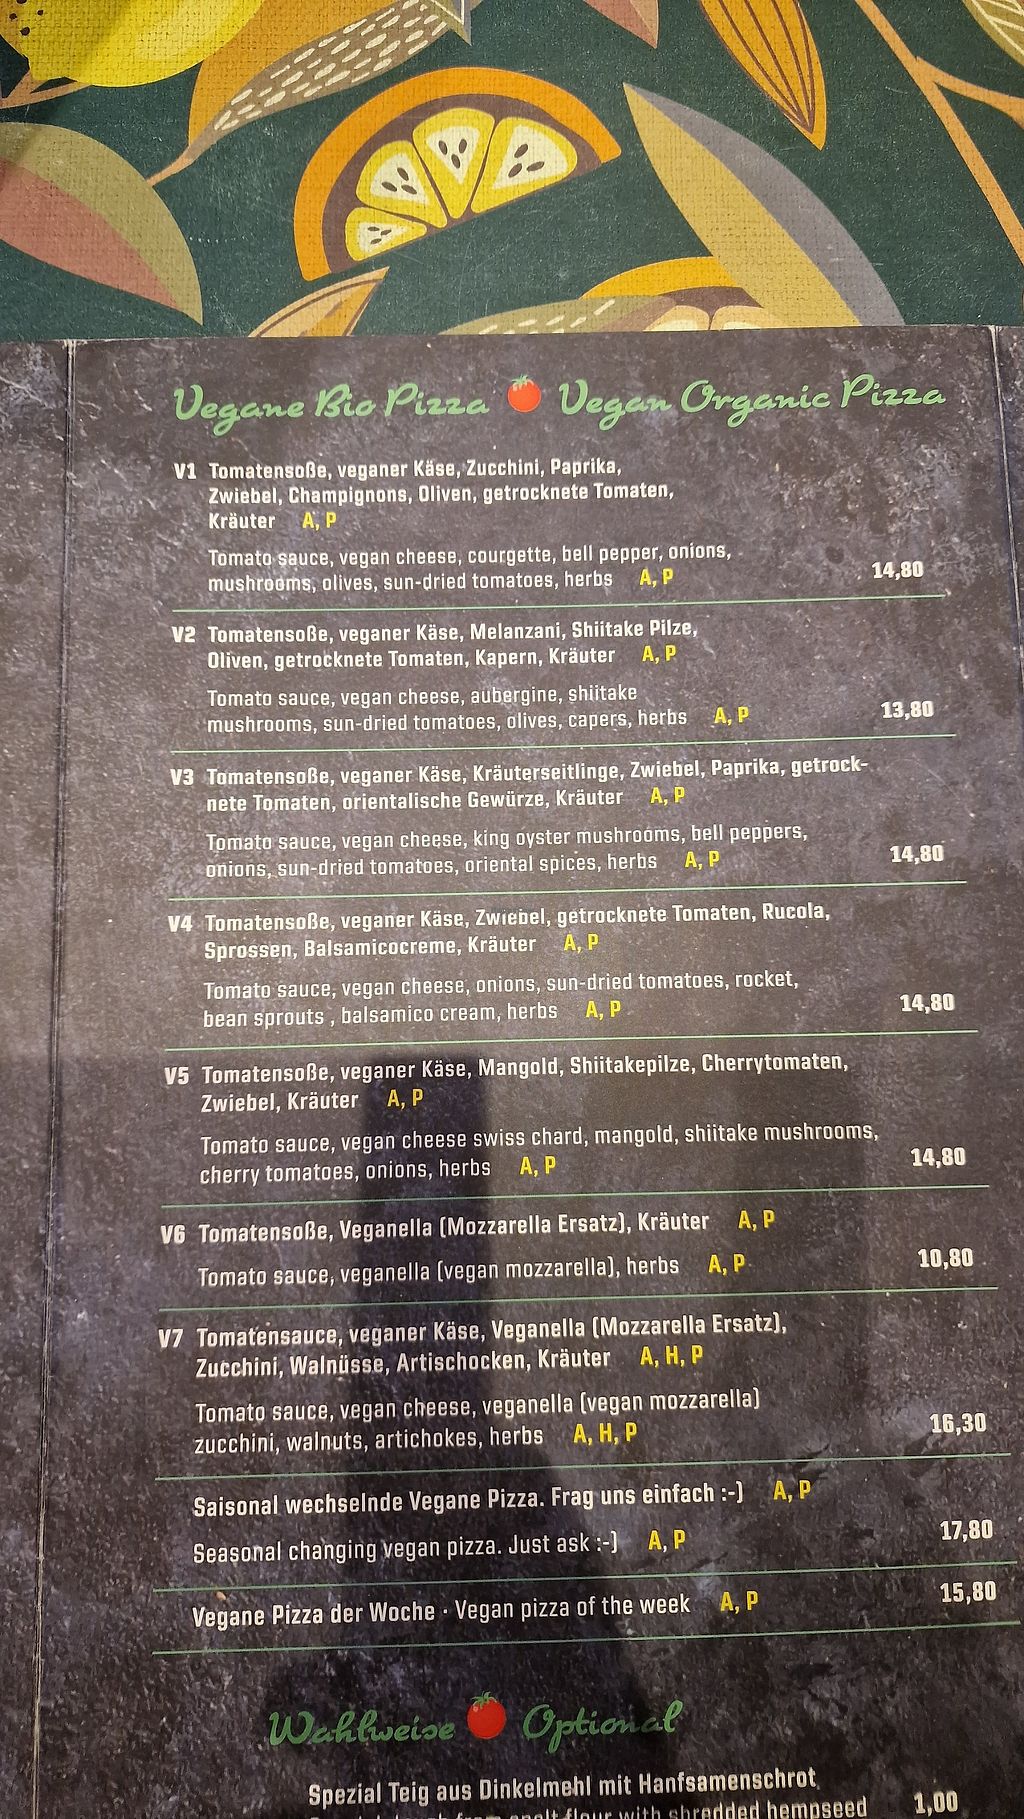 Vegane Bio Pizza Vegan Organic Pizza
V1 Tomatensoße, veganer Käse, Zucchini, Paprika,
Zwiebel, Champignons, Oliven, getrocknete Tomaten,
Kräuter A, P
Tomato sauce, vegan cheese, courgette, bell pepper, onions,
mushrooms, olives, sun-dried tomatoes, herbs A, P 14,80
V2 Tomatensoße, veganer Käse, Melanzani, Shiitake Pilze,
Oliven, getrocknete Tomaten, Kapern, Kräuter A, P
Tomato sauce, vegan cheese, aubergine, shiitake
mushrooms, sun-dried tomatoes, olives, capers, herbs A, P 13,80
V3 Tomatensoße, veganer Käse, Kräuterseitlinge, Zwiebel, Paprika, getrock-
nete Tomaten, orientalische Gewürze, Kräuter A, P
Tomato sauce, vegan cheese, king oyster mushrooms, bell peppers,
onions, sun-dried tomatoes, oriental spices, herbs A, P 14,80
V4 Tomatensoße, veganer Käse, Zwiebel, getrocknete Tomaten, Rucola,
Sprossen, Balsamicocreme, Kräuter A, P
Tomato sauce, vegan cheese, onions, sun-dried tomatoes, rocket,
bean sprouts , balsamico cream, herbs A, P 14,80
V5 Tomatensoße, veganer Käse, Mangold, Shiitakepilze, Cherrytomaten,
Zwiebel, Kräuter A, P
Tomato sauce, vegan cheese swiss chard, mangold, shiitake mushrooms,
cherry tomatoes, onions, herbs A, P 14,80
V6 Tomatensoße, Veganella (Mozzarella Ersatz), Kräuter A, P
Tomato sauce, veganella (vegan mozzarella), herbs A, P 10,80
V7 Tomatensauce, veganer Käse, Veganella (Mozzarella Ersatz),
Zucchini, Walnüsse, Artischocken, Kräuter A, H, P
Tomato sauce, vegan cheese, veganella (vegan mozzarella)
zucchini, walnuts, artichokes, herbs A, H, P 16,30
Saisonal wechselnde Vegane Pizza. Frag uns einfach :-) A, P
Seasonal changing vegan pizza. Just ask :-) A, P 17,80
Vegane Pizza der Woche · Vegan pizza of the week A, P 15,80
Wahlweise Optional
Spezial Teig aus Dinkelmehl mit Hanfsamenschrot
from spelt flour with shredded hempseed 1,00